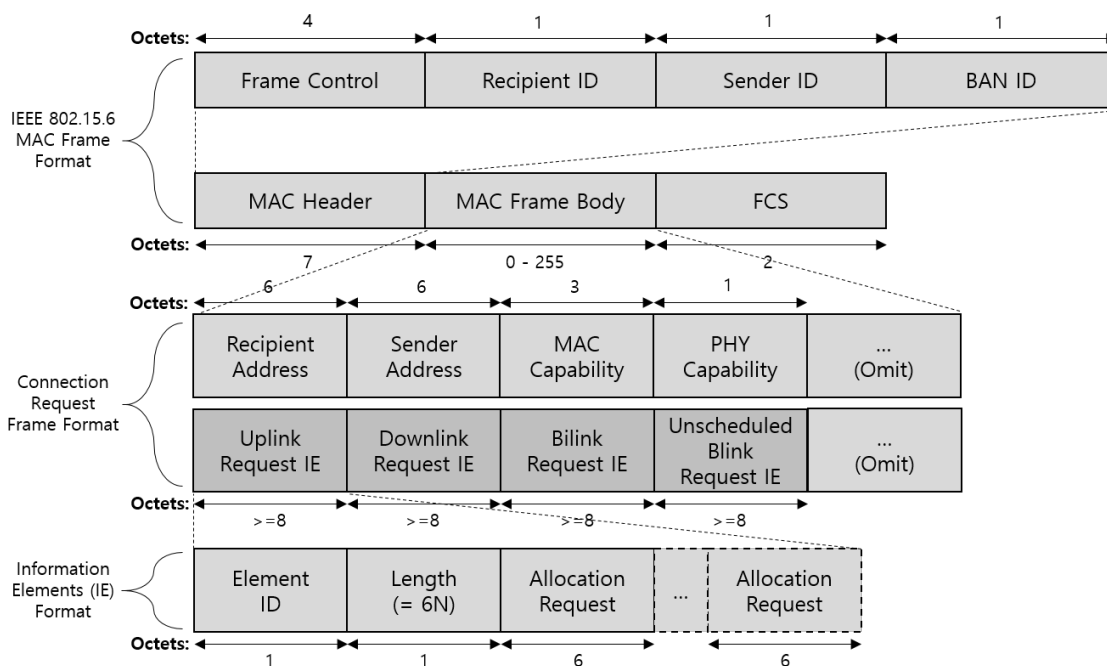 4 1 1 1
Octets:
Frame Control Recipient ID Sender ID BAN ID
IEEE 802.15.6
MAC Frame
Format
MAC Header MAC Frame Body FCS
Octets:
7 0 - 255 2
Octets: 6 6 3 1
Recipient
Address
Sender
Address
MAC
Capability
PHY
Capability
...
(Omit)
Connection
Request
Frame Format
Uplink
Request IE
Downlink
Request IE
Bilink
Request IE
Unscheduled
Blink
Request IE
...
(Omit)
Octets:
>=8 >=8 >=8 >=8
Information
Elements (IE)
Format
Element
ID
Length
(= 6N)
Allocation
Request
...
Allocation
Request
Octets:
1 1 6 6